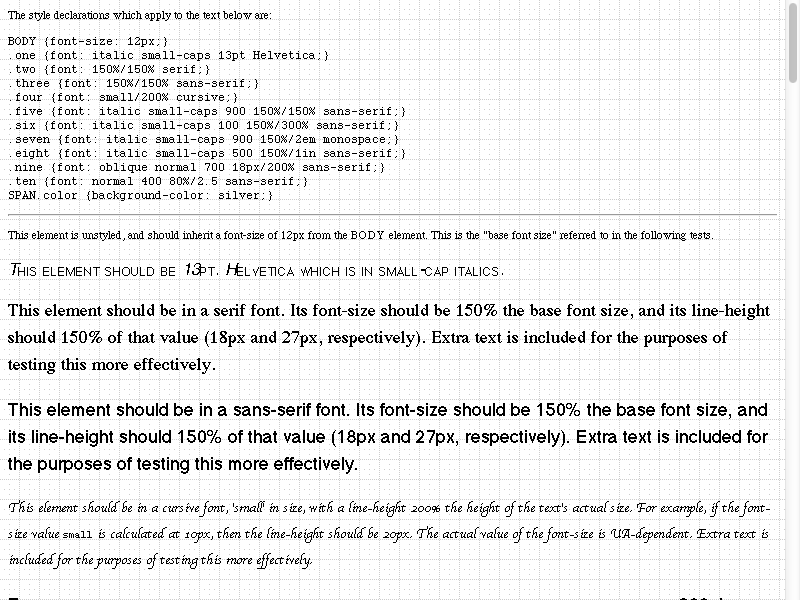 The style declarations which apply to the text below are:
BODY {font-size: 12px;}
.one {font: italic small-caps 13pt Helvetica;}
.two {font: 150%/150% serif;}
.three {font: 150%/150% sans-serif;}
.four {font: small/200% cursive;}
.five {font: italic small-caps 900 150%/150% sans-serif;}
.six {font: italic small-caps 100 150%/300% sans-serif;}
.seven {font: italic small-caps 900 150%/2em monospace;}
.eight {font: italic small-caps 500 150%/1in sans-serif;}
.nine {font: oblique normal 700 18px/200% sans-serif;}
.ten {font: normal 400 80%/2.5 sans-serif;}
SPAN.color {background-color: silver;}
This element is unstyled, and should inherit a font-size of 12px from the BODY element. This is the "base font size" referred to in the following tests.
This element should be 13pt. Helvetica which is in small-cap italics.
This element should be in a serif font. Its font-size should be 150% the base font size, and its line-height
should 150% of that value (18px and 27px, respectively). Extra text is included for the purposes of
testing this more effectively.
This element should be in a sans-serif font. Its font-size should be 150% the base font size, and
its line-height should 150% of that value (18px and 27px, respectively). Extra text is included for
the purposes of testing this more effectively.
This element should be in a cursive font, 'small' in size, with a line-height 200% the height of the text's actual size. For example, if the font-
size value small is calculated at 10px, then the line-height should be 20px. The actual value of the font-size is UA-dependent. Extra text is
included for the purposes of testing this more effectively.